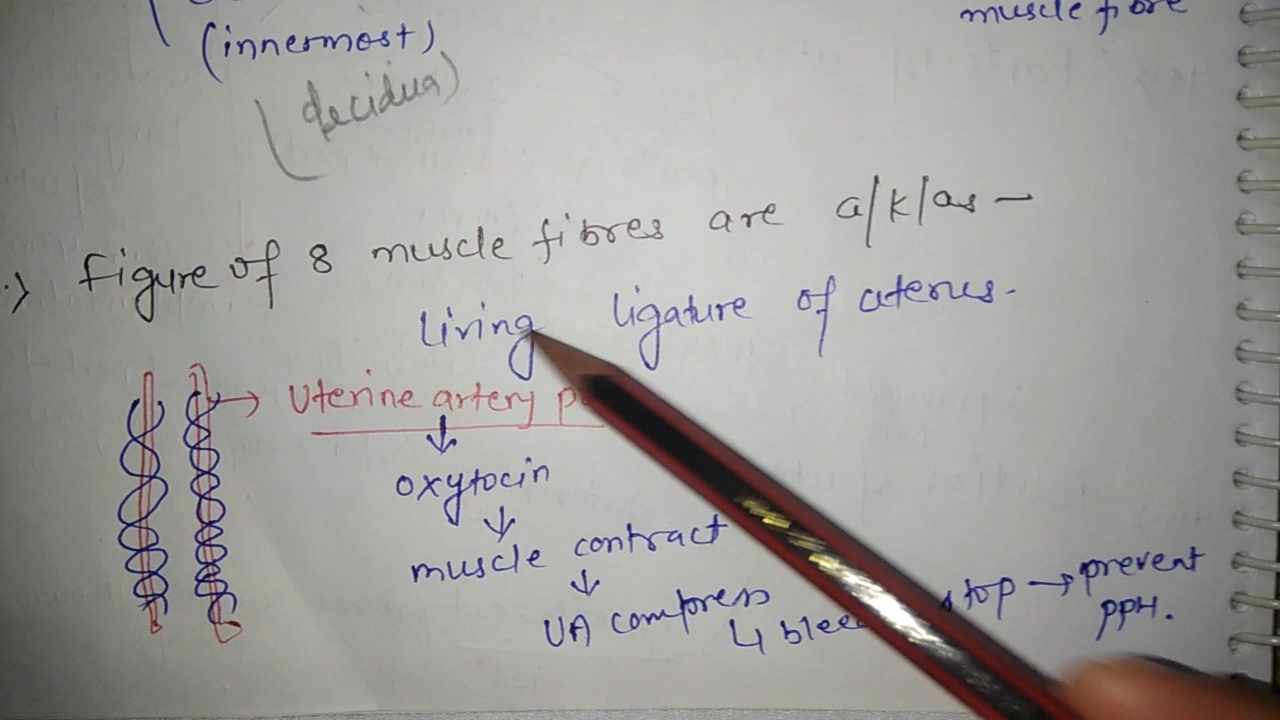 muscle fibre
(innermost)
(decidua)
·) Figure of 8 muscle fibres are a/k/as –
Living ligature of uterus.
→ Uterine artery
↓
oxytocin
↓
muscle contract
↓
UA compress
↳ stop → prevent
PPH.